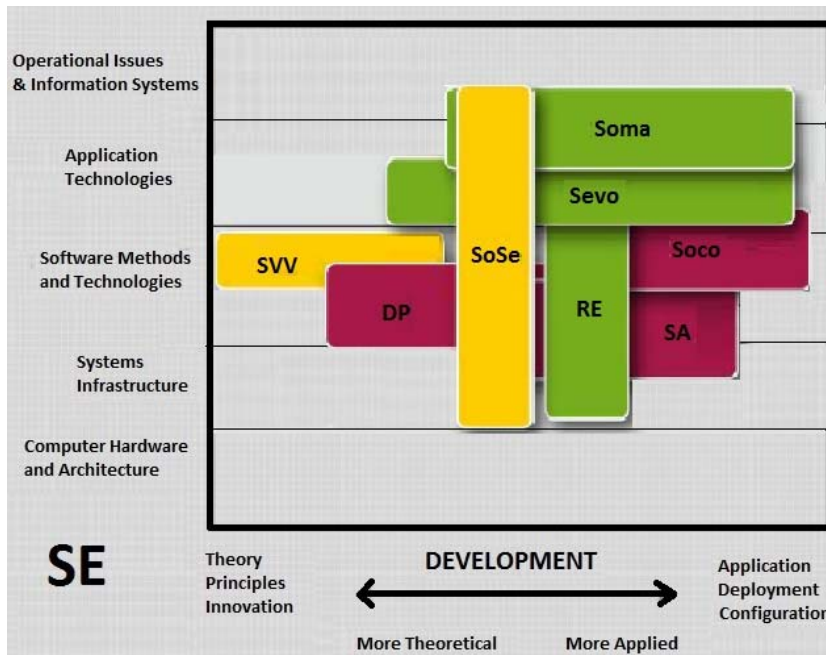 Operational Issues
& Information Systems
Soma
Application
Technologies
Sevo
Software Methods
and Technologies
SVV
SoSe
Soco
DP
RE
SA
Systems
Infrastructure
Computer Hardware
and Architecture
SE
Theory
Principles
Innovation
DEVELOPMENT
Application
Deployment
Configuration
More Theoretical
More Applied